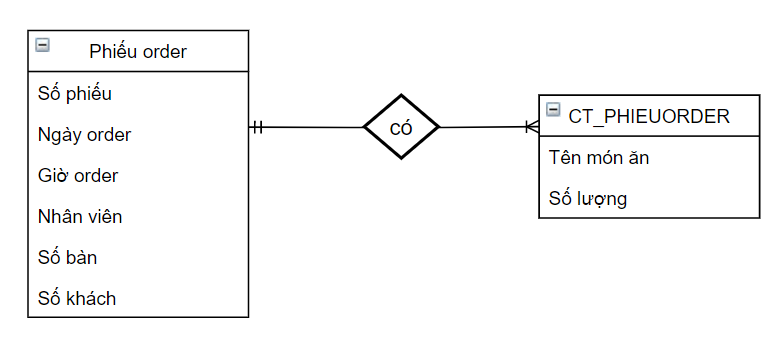 Phiếu order
Số phiếu
Ngày order
Giờ order
Nhân viên
Số bàn
Số khách
CÓ
CT_PHIEUORDER
Tên món ăn
Số lượng